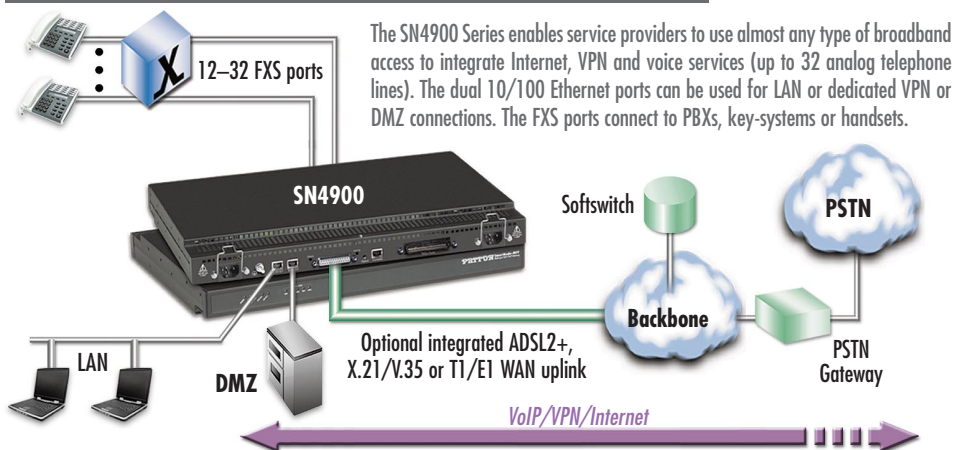 The SN4900 Series enables service providers to use almost any type of broadband
access to integrate Internet, VPN and voice services (up to 32 analog telephone
lines). The dual 10/100 Ethernet ports can be used for LAN or dedicated VPN or
DMZ connections. The FXS ports connect to PBXs, key-systems or handsets.
X
12–32 FXS ports
SN4900
Softswitch
PSTN
PATTON
Backbone
Optional integrated ADSL2+,
X.21/V.35 or T1/E1 WAN uplink
PSTN
Gateway
LAN
DMZ
VoIP/VPN/Internet